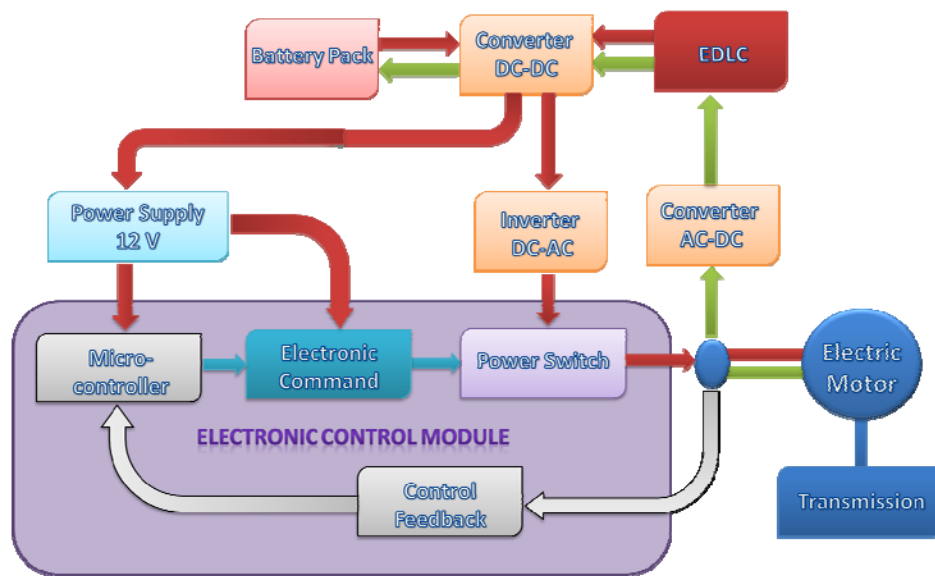 Battery Pack
Converter
DC-DC
EDLC
Power Supply
12 V
Inverter
DC-AC
Converter
AC-DC
Micro-
controller
Electronic
Command
Power Switch
Electric
Motor
ELECTRONIC CONTROL MODULE
Control
Feedback
Transmission